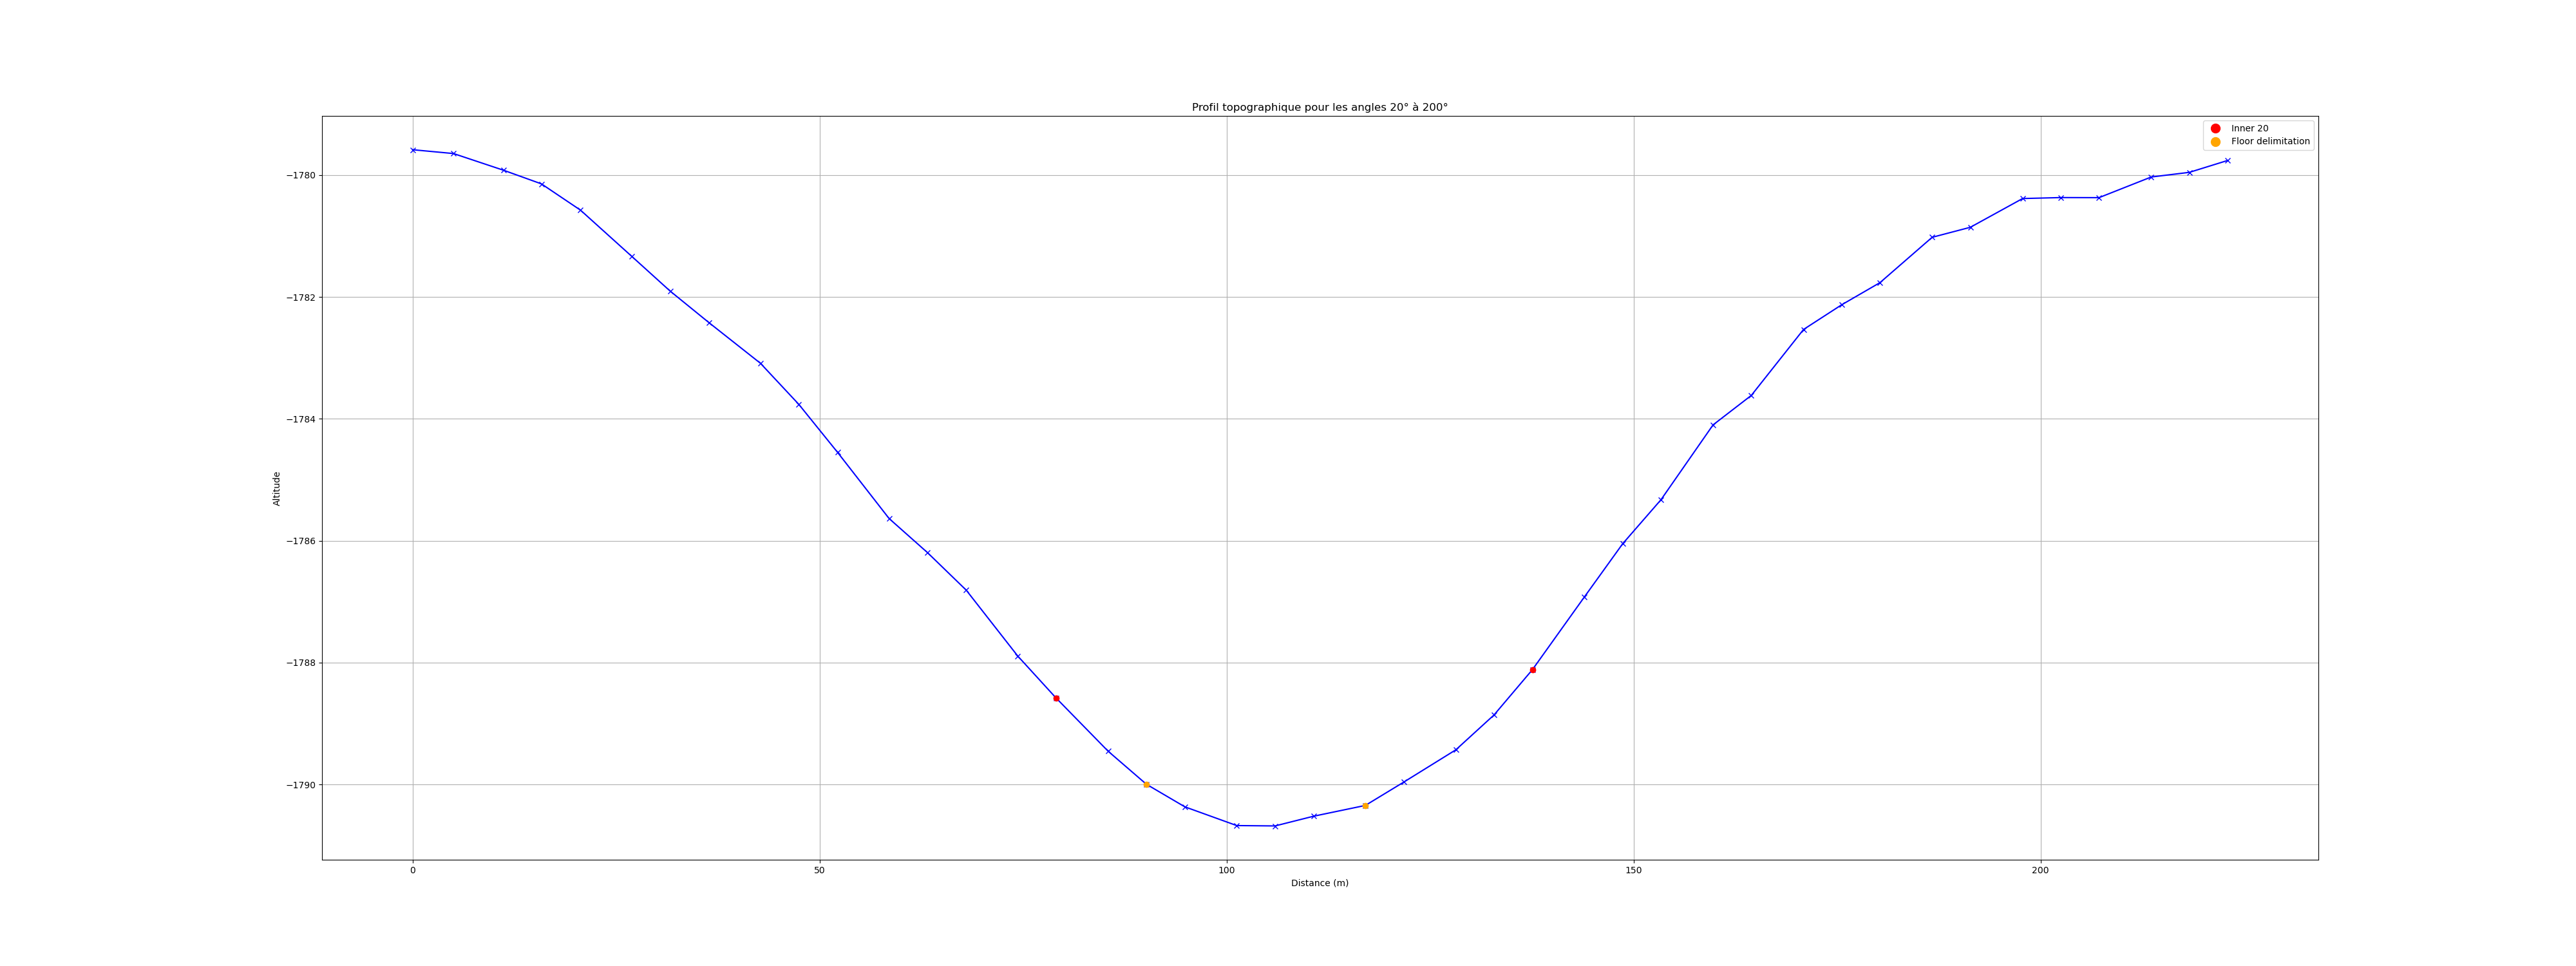 Profil topographique pour les angles 20° à 200°
Inner 20
Floor delimitation
−1780
−1782
−1784
−1786
−1788
−1790
Altitude
0
50
100
150
200
Distance (m)